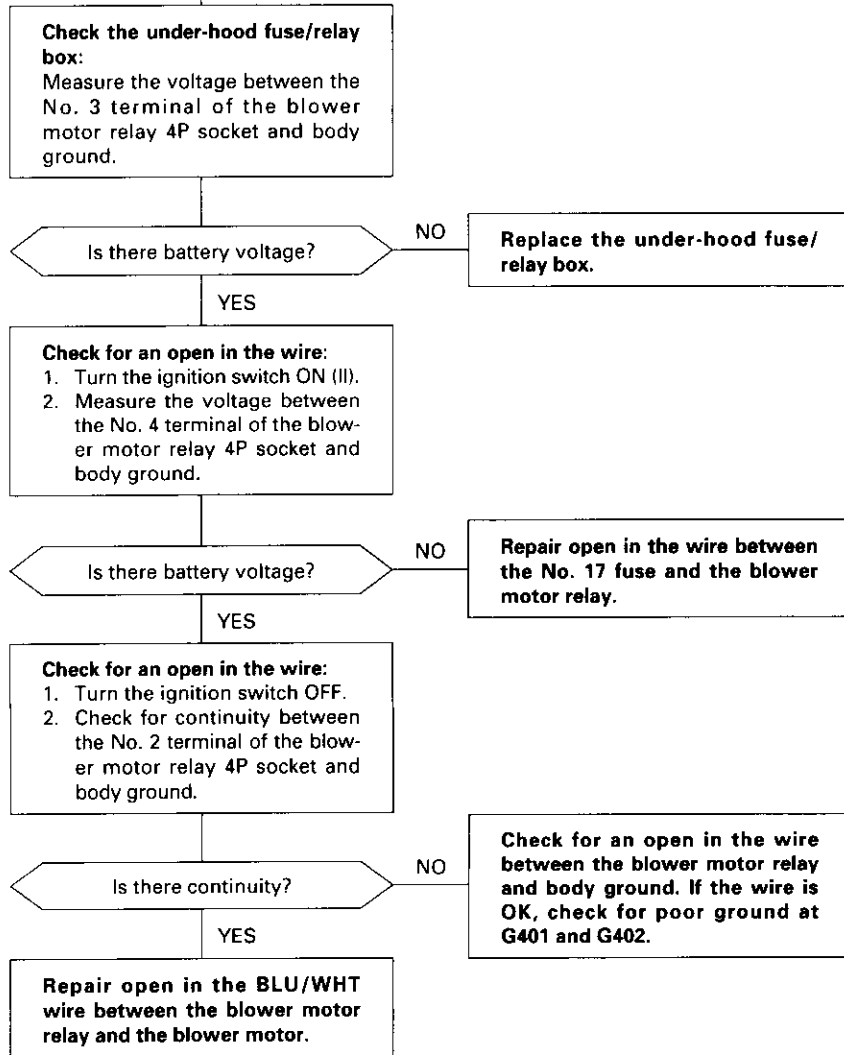 Check the under-hood fuse/relay
box:
Measure the voltage between the
No. 3 terminal of the blower
motor relay 4P socket and body
ground.
Is there battery voltage?
NO
Replace the under-hood fuse/
relay box.
YES
Check for an open in the wire:
1. Turn the ignition switch ON (II).
2. Measure the voltage between
the No. 4 terminal of the blow-
er motor relay 4P socket and
body ground.
Is there battery voltage?
NO
Repair open in the wire between
the No. 17 fuse and the blower
motor relay.
YES
Check for an open in the wire:
1. Turn the ignition switch OFF.
2. Check for continuity between
the No. 2 terminal of the blow-
er motor relay 4P socket and
body ground.
Is there continuity?
NO
Check for an open in the wire
between the blower motor relay
and body ground. If the wire is
OK, check for poor ground at
G401 and G402.
YES
Repair open in the BLU/WHT
wire between the blower motor
relay and the blower motor.